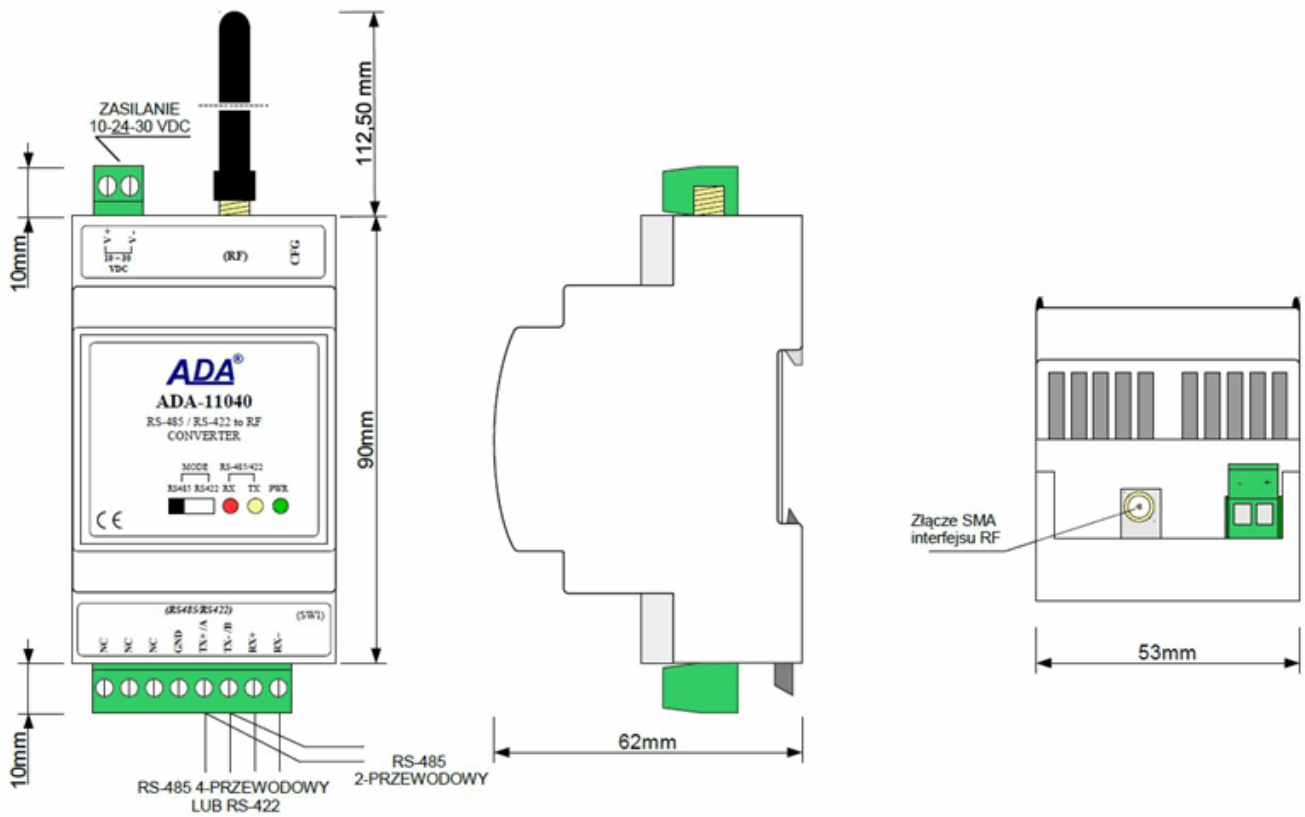 ZASILANIE
10-24-30 VDC
10mm
112,50 mm
V+
V-
10 - 30
VDC
(RF)
CFG
ADA®
ADA-11040
RS-485 / RS-422 to RF
CONVERTER
MODE RS-485/422
RS485 RS422 RX TX PWR
CE
90mm
(RS485/RS422)
(SW1)
NC
NC
NC
GND
TX+/A
TX-/B
RX+
RX-
10mm
RS-485
2-PRZEWODOWY
RS-485 4-PRZEWODOWY
LUB RS-422
62mm
- +
Złącze SMA
interfejsu RF
53mm